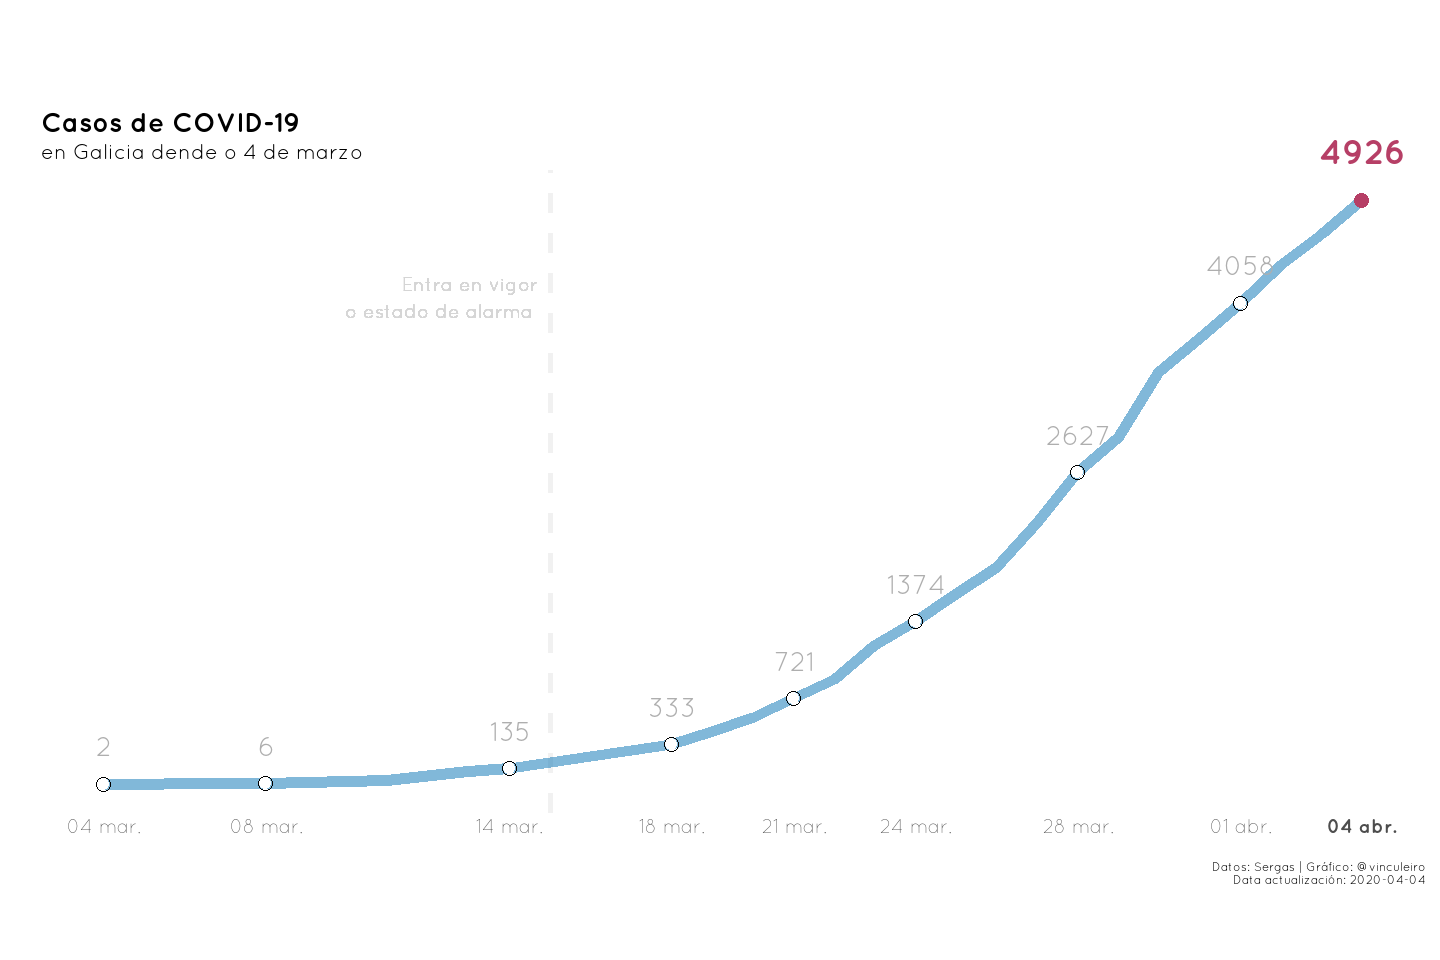 Casos de COVID-19
en Galicia dende o 4 de marzo
4926
Entra en vigor
o estado de alarma
4058
2627
1374
721
333
135
6
2
04 mar.
08 mar.
14 mar.
18 mar.
21 mar.
24 mar.
28 mar.
01 abr.
04 abr.
Datos: Sergas | Gráfico: @vinculeiro
Data actualización: 2020-04-04